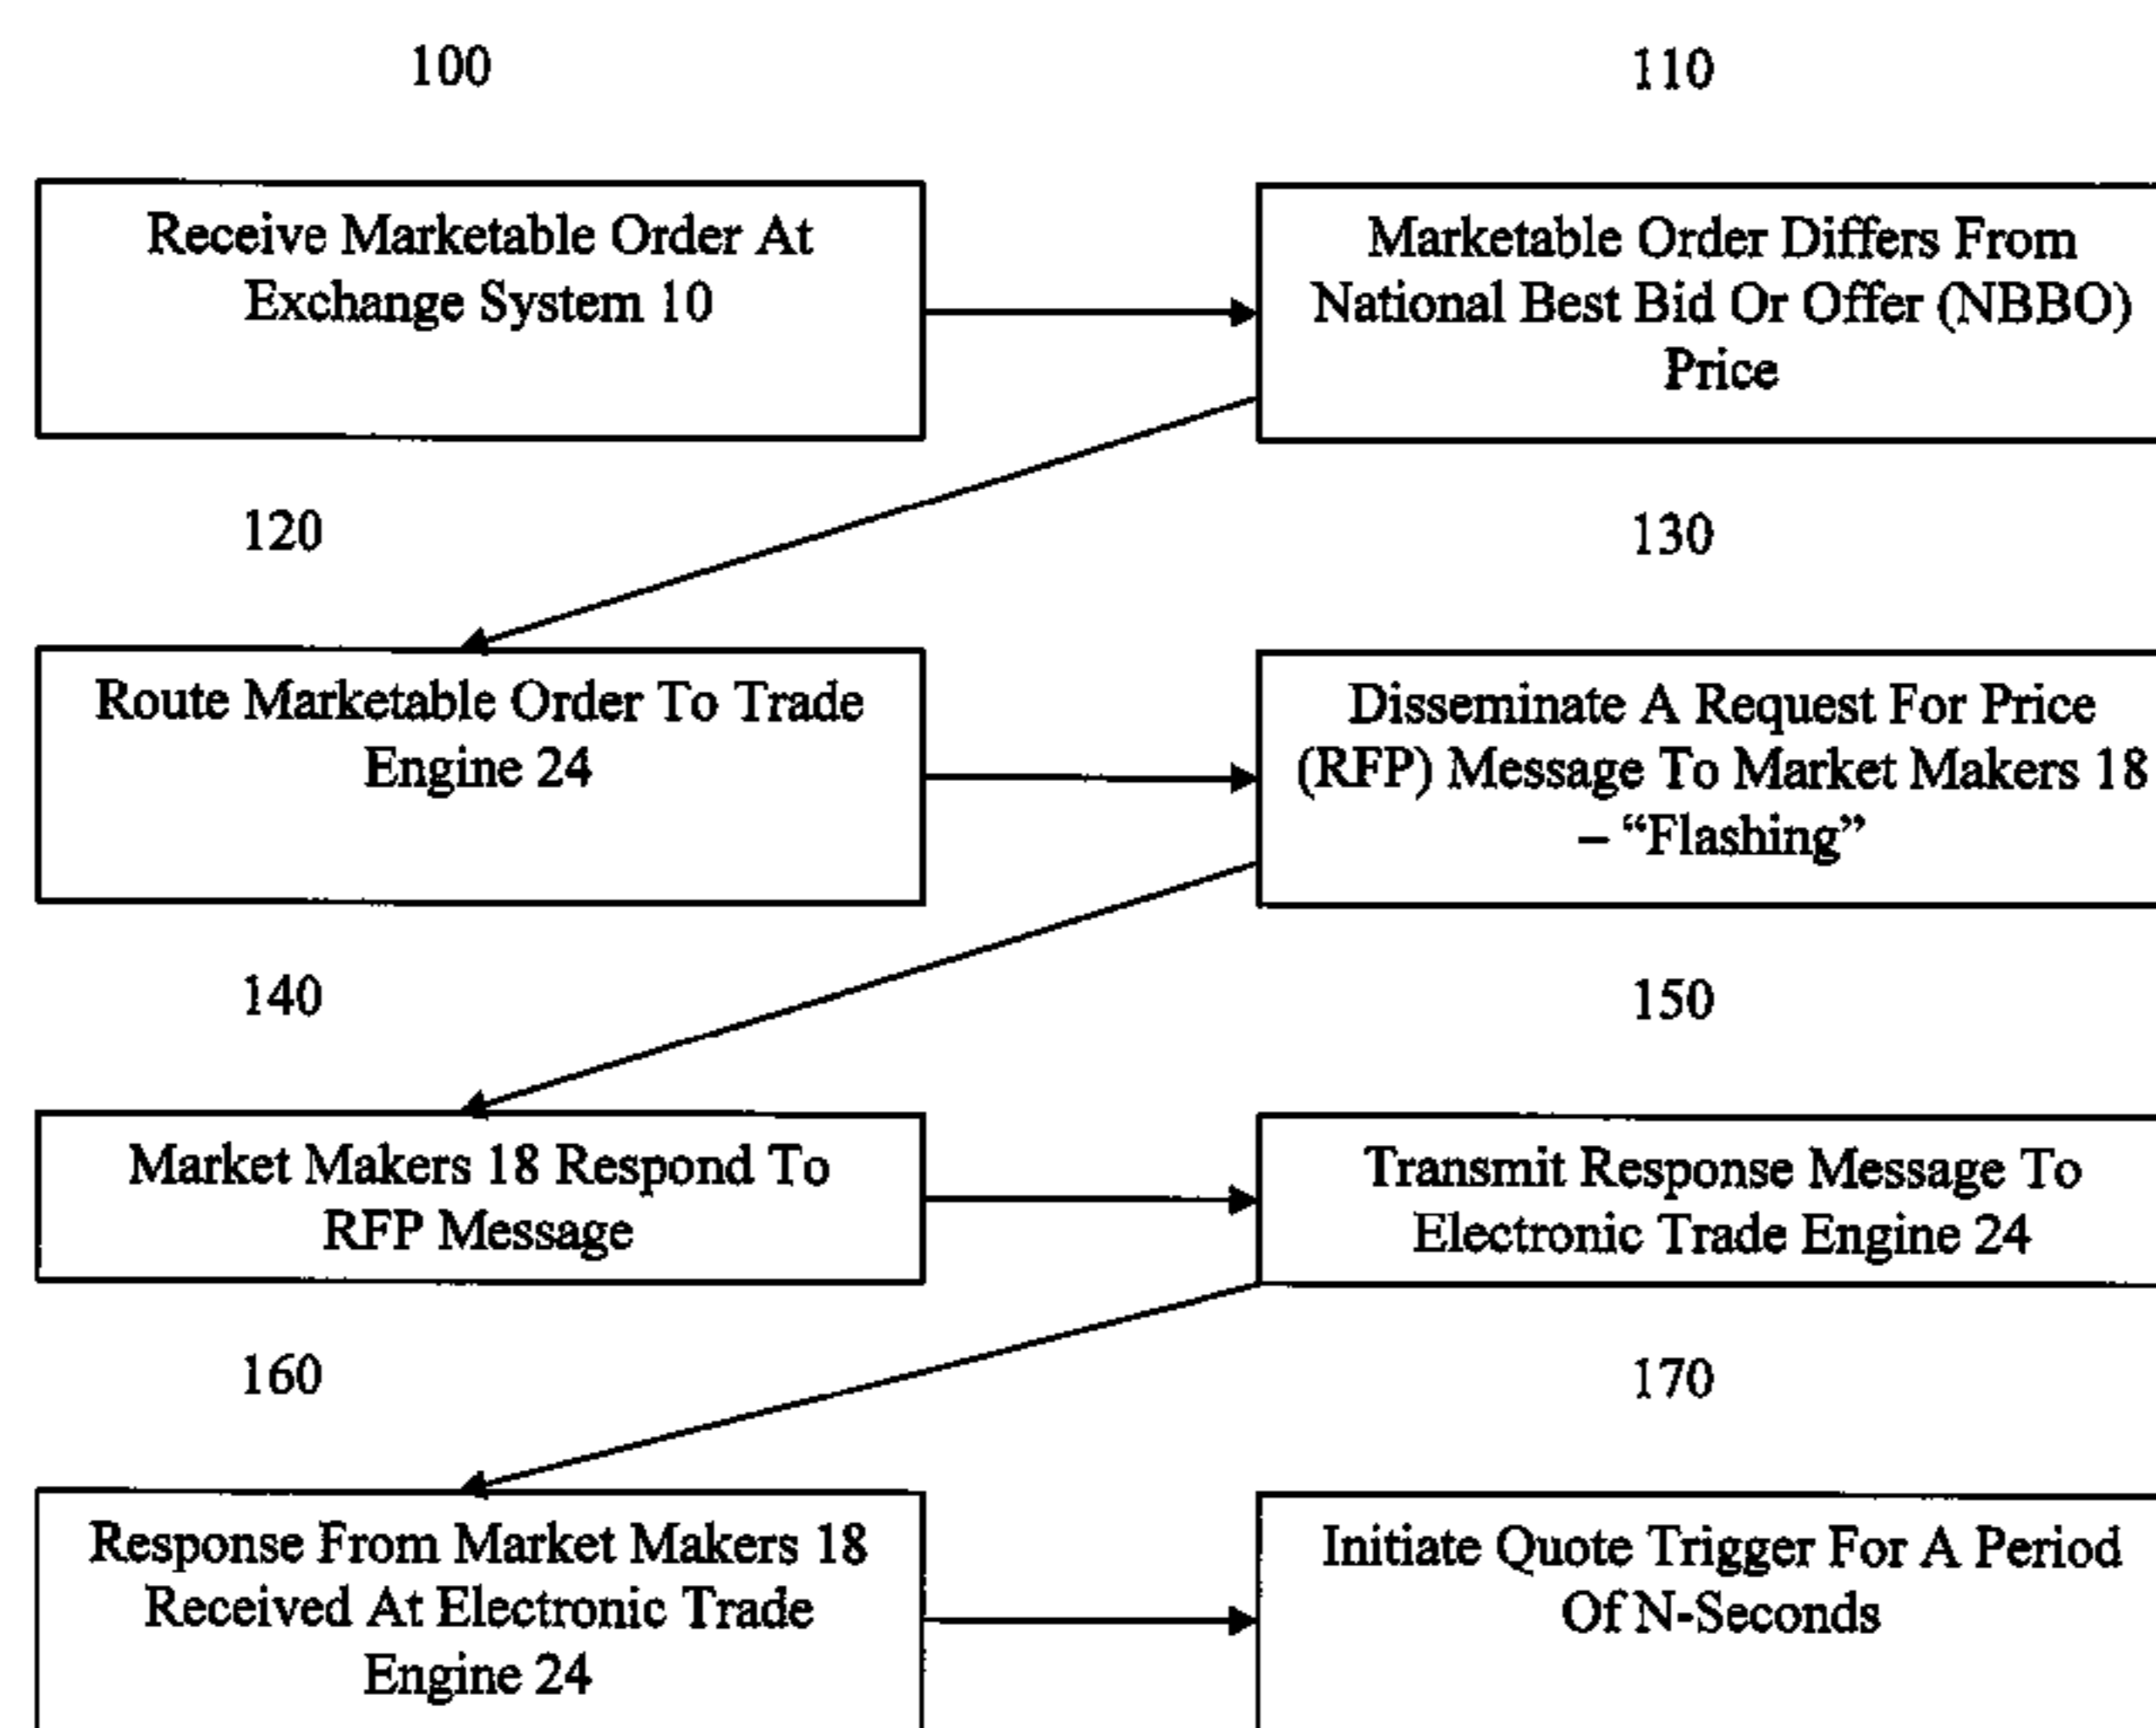 100
110
Receive Marketable Order At
Exchange System 10
Marketable Order Differs From
National Best Bid Or Offer (NBBO)
Price
120
130
Route Marketable Order To Trade
Engine 24
Disseminate A Request For Price
(RFP) Message To Market Makers 18
– “Flashing”
140
150
Market Makers 18 Respond To
RFP Message
Transmit Response Message To
Electronic Trade Engine 24
160
170
Response From Market Makers 18
Received At Electronic Trade
Engine 24
Initiate Quote Trigger For A Period
Of N-Seconds